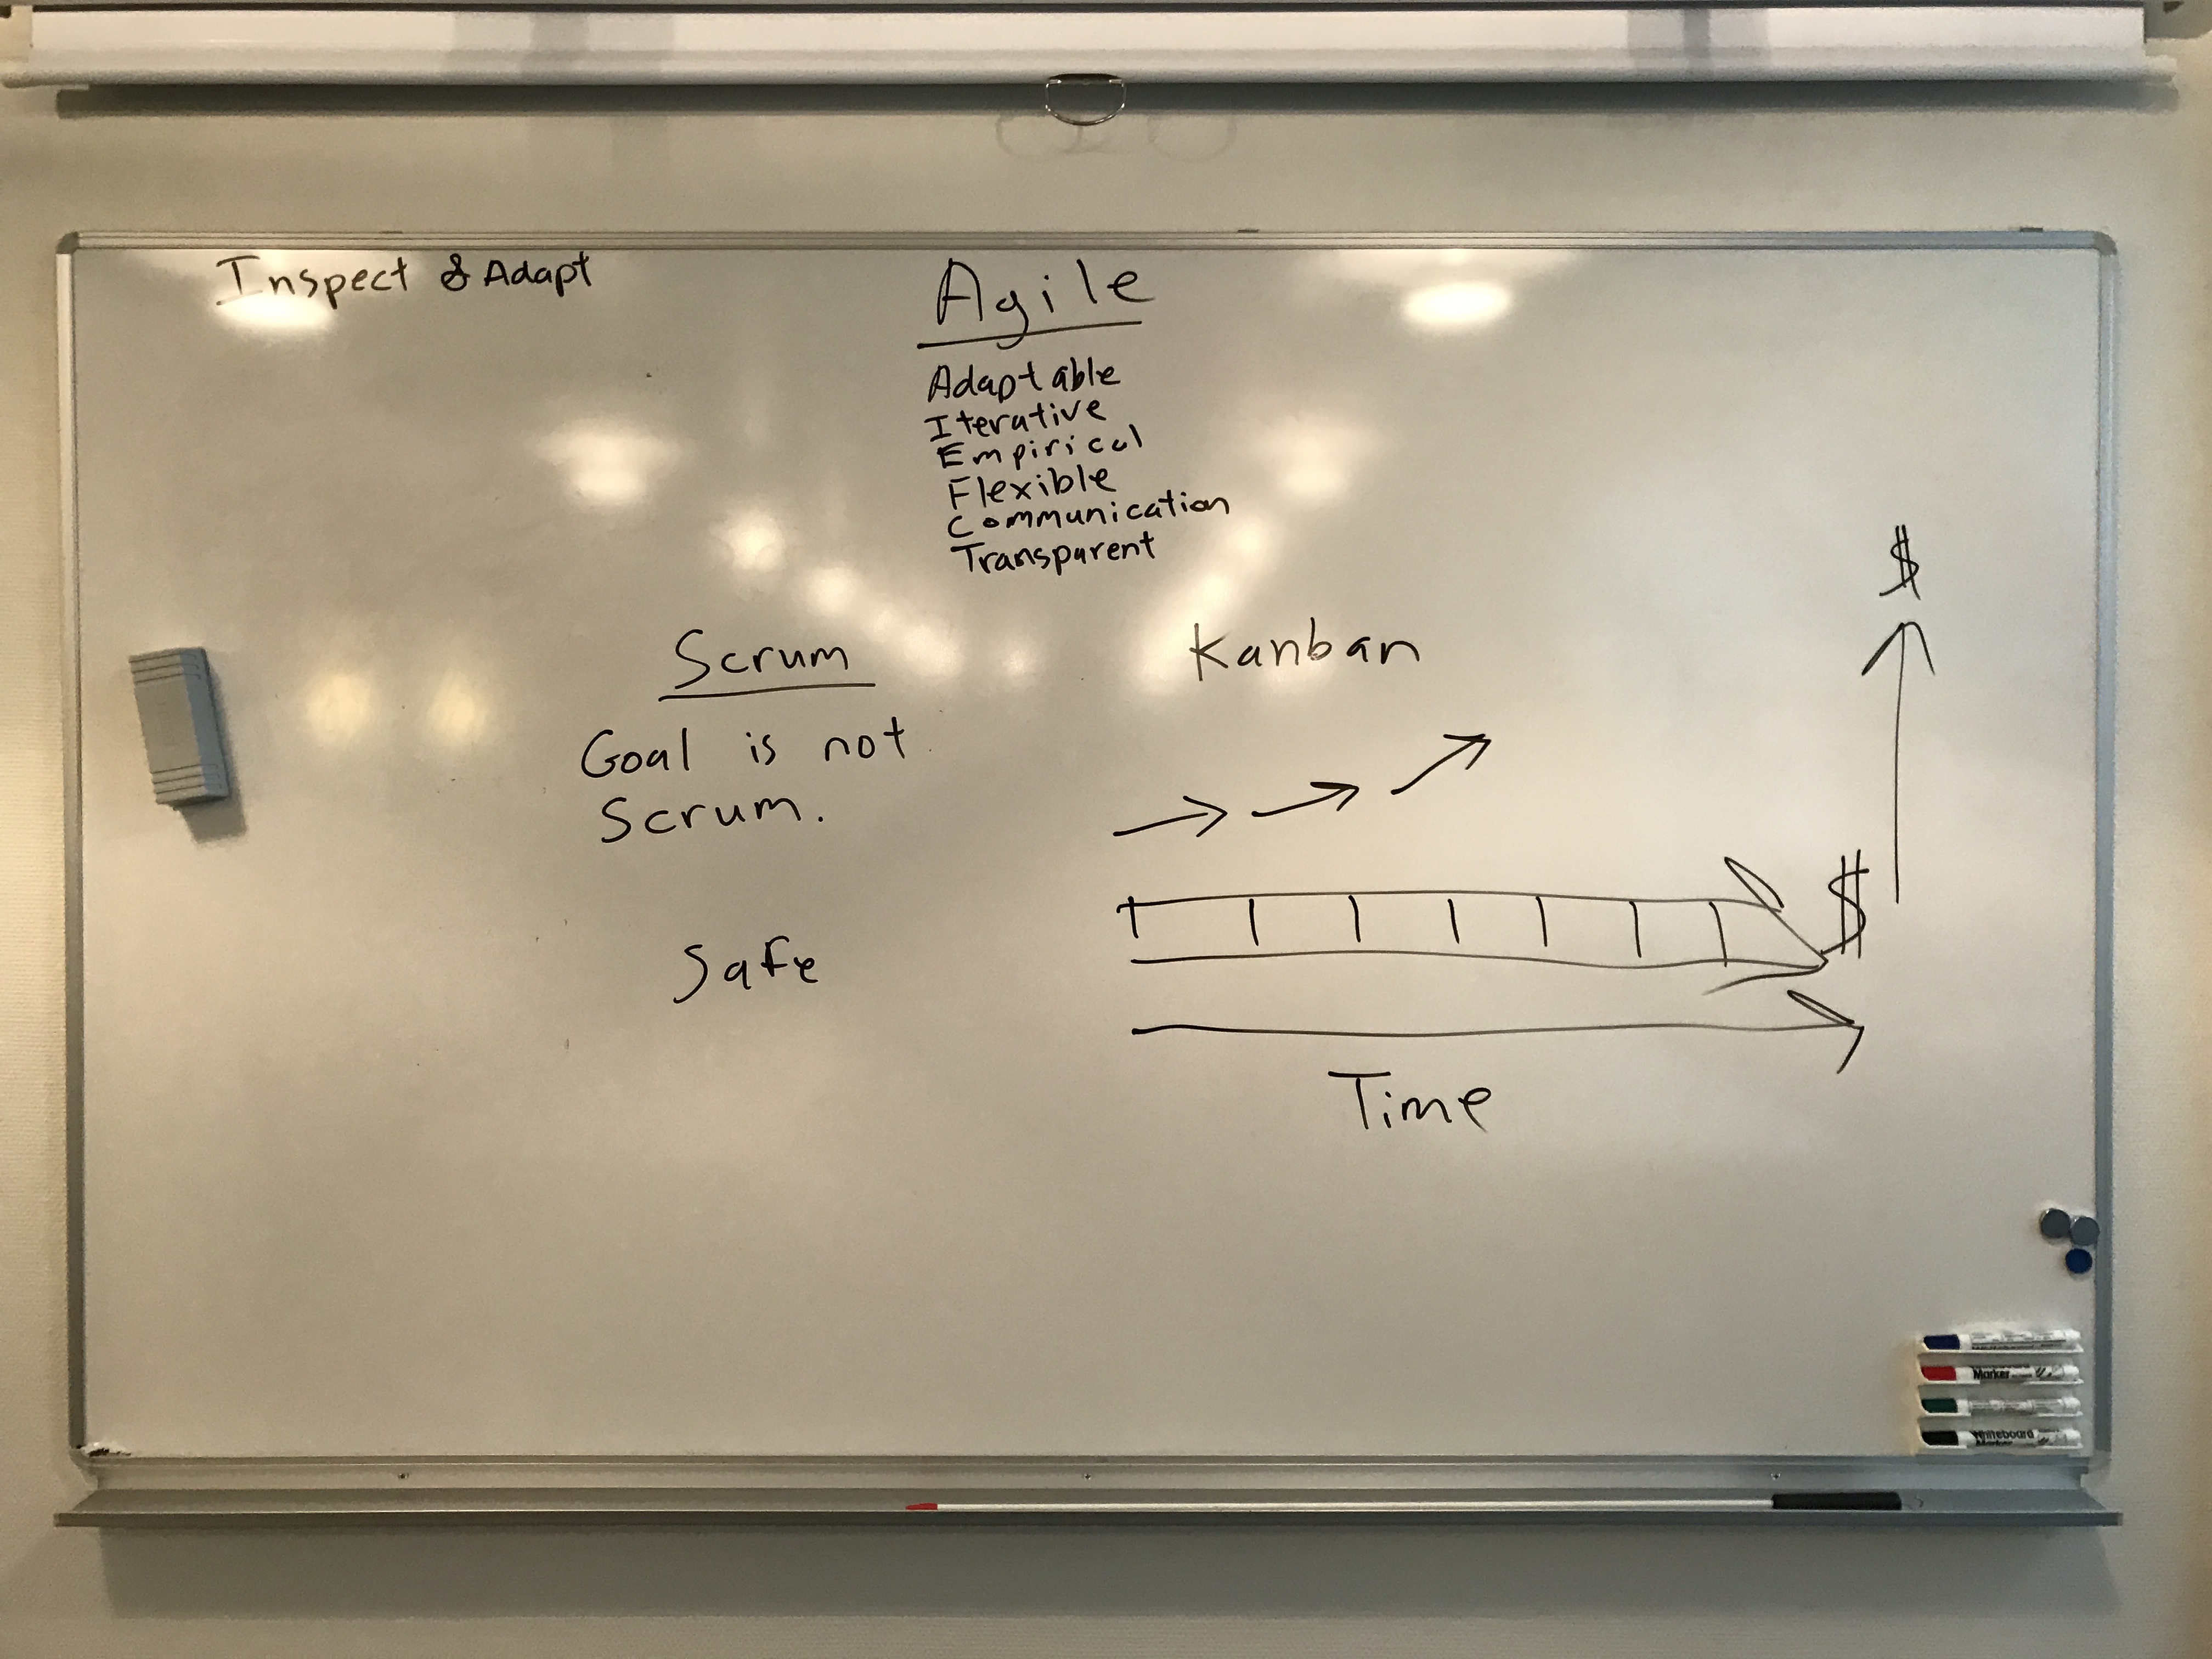 Inspect & Adapt
Agile
Adaptable
Iterative
Empirical
Flexible
Communication
Transparent
$
Scrum
Kanban
Goal is not
Scrum.
$
Safe
Time
Marker
Whiteboard
Marker